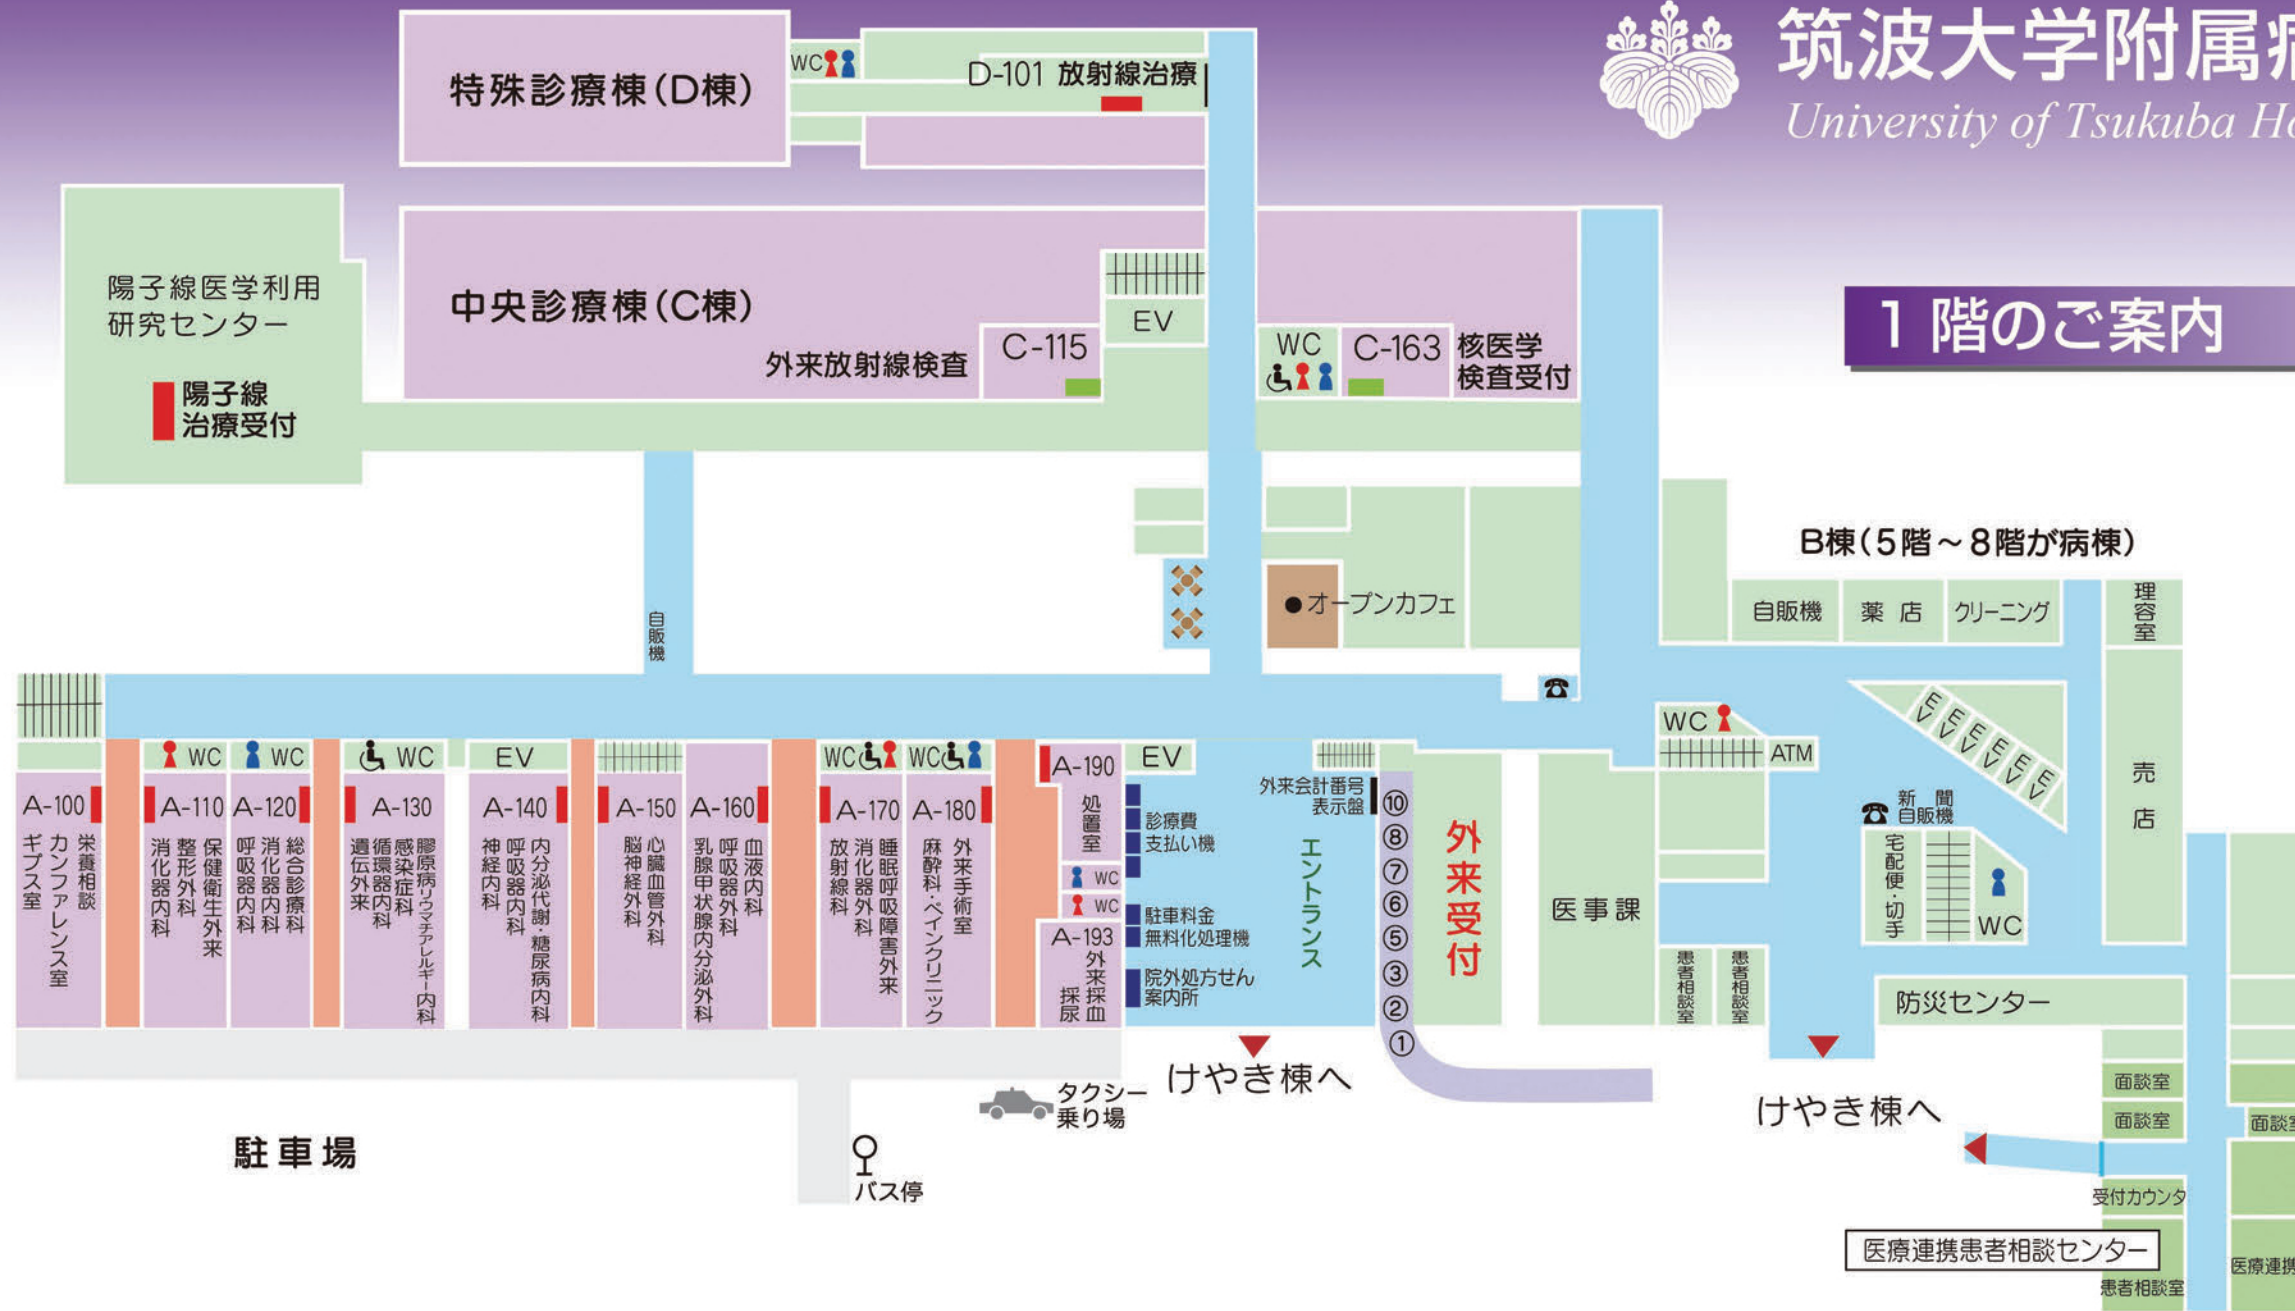 筑波大学附属病
University of Tsukuba Ho
1階のご案内
特殊診療棟(D棟)
WC
D-101 放射線治療
陽子線医学利用
研究センター
陽子線
治療受付
中央診療棟(C棟)
外来放射線検査
C-115
EV
WC
C-163
核医学
検査受付
B棟(5階～8階が病棟)
自販機
薬店
クリーニング
理容室
売店
自販機
●オープンカフェ
WC
ATM
EV
EV
EV
EV
EV
新聞
自販機
宅配便・切手
WC
WC
WC
WC
EV
WC
WC
EV
A-100
栄養相談
カンファレンス室
ギプス室
A-110
保健衛生外来
整形外科
消化器内科
A-120
総合診療科
消化器内科
呼吸器内科
A-130
膠原病リウマチアレルギー内科
感染症科
循環器内科
遺伝外来
A-140
内分泌代謝・糖尿病内科
呼吸器内科
神経内科
A-150
心臓血管外科
脳神経外科
A-160
血液内科
呼吸器外科
乳腺甲状腺内分泌外科
A-170
睡眠呼吸障害外来
消化器外科
放射線科
A-180
外来手術室
麻酔科・ペインクリニック
A-190
処置室
WC
WC
A-193
外来採血
採尿
診療費
支払い機
駐車料金
無料化処理機
院外処方せん
案内所
エントランス
外来会計番号
表示盤
⑩
⑧
⑦
⑥
⑤
③
②
①
外来受付
医事課
患者相談室
患者相談室
防災センター
けやき棟へ
けやき棟へ
タクシー
乗り場
バス停
駐車場
面談室
面談室
面談室
受付カウンタ
医療連携患者相談センター
患者相談室
医療連携